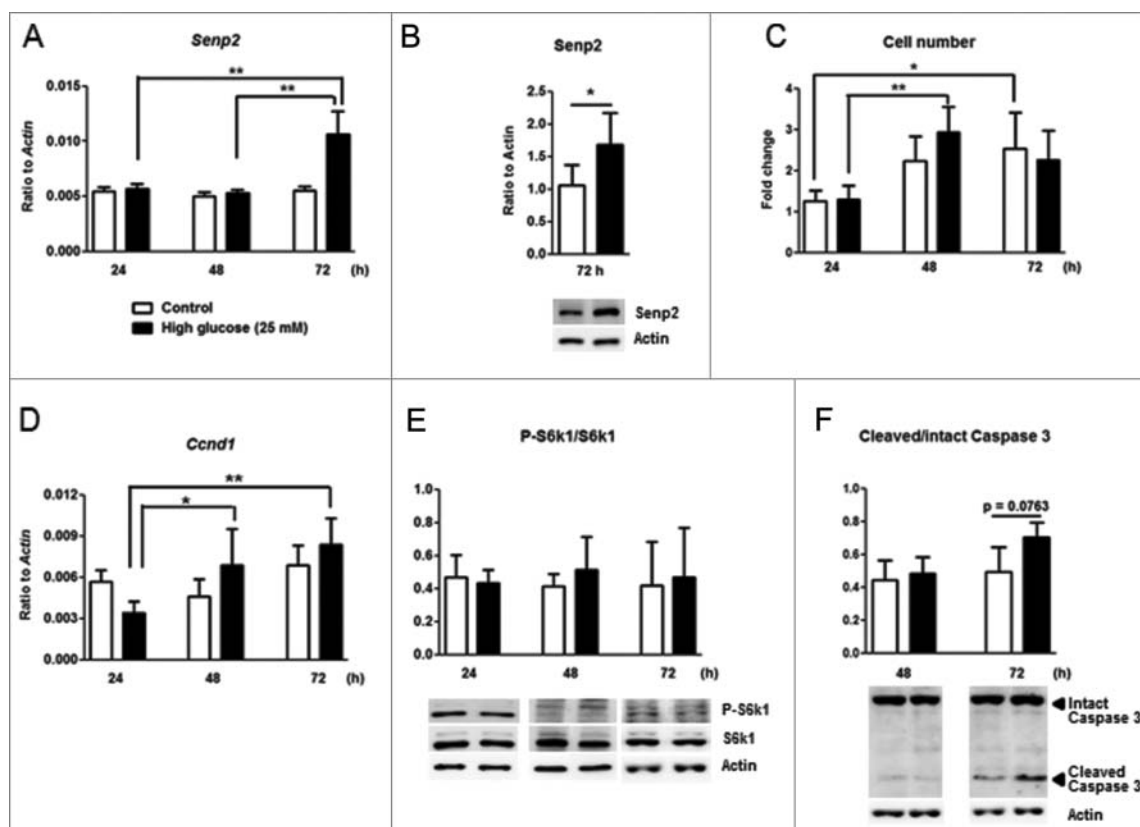 A
Senp2
**
**
Ratio to Actin
0.015
0.010
0.005
0.000
24 48 72 (h)
Control
High glucose (25 mM)
B
Senp2
*
Ratio to Actin
2.5
2.0
1.5
1.0
0.5
0.0
72 h
Senp2
Actin
C
Cell number
*
**
Fold change
4
3
2
1
0
24 48 72 (h)
D
Ccnd1
**
*
Ratio to Actin
0.012
0.009
0.006
0.003
0.000
24 48 72 (h)
E
P-S6k1/S6k1
1.0
0.8
0.6
0.4
0.2
0.0
24 48 72 (h)
P-S6k1
S6k1
Actin
F
Cleaved/intact Caspase 3
p = 0.0763
1.0
0.8
0.6
0.4
0.2
0.0
48 72 (h)
Intact
Caspase 3
Cleaved
Caspase 3
Actin